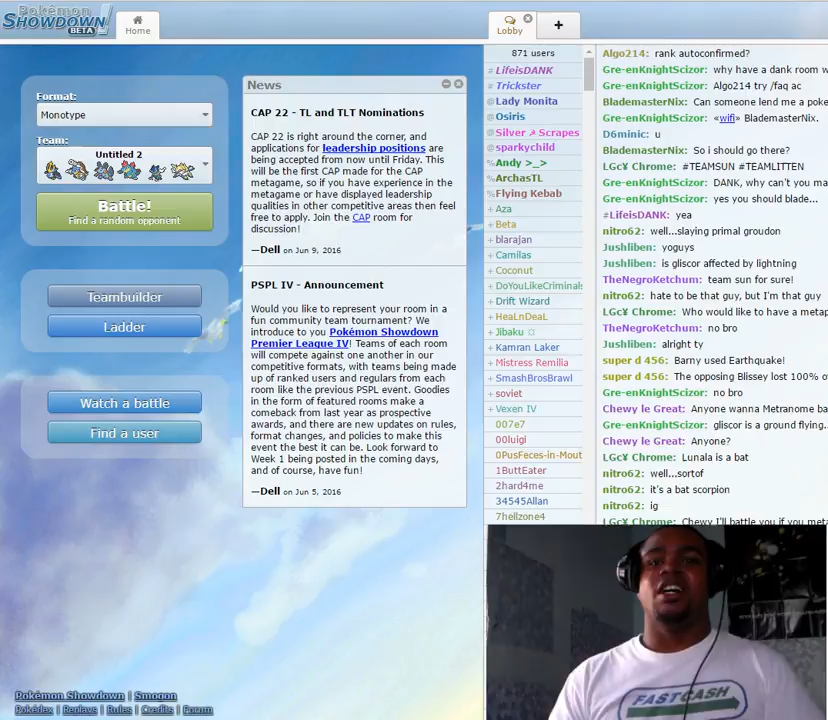 Pokémon
SHOWDOWN!
BETA
Home
Lobby
+
Format:
Monotype
Team:
Untitled 2
Battle!
Find a random opponent
Teambuilder
Ladder
Watch a battle
Find a user
News
CAP 22 - TL and TLT Nominations
CAP 22 is right around the corner, and
applications for leadership positions are
being accepted from now until Friday. This
will be the first CAP made for the CAP
metagame, so if you have experience in the
metagame or have displayed leadership
qualities in other competitive areas then feel
free to apply. Join the CAP room for
discussion!
—Dell on Jun 9, 2016
PSPL IV - Announcement
Would you like to represent your room in a
fun community team tournament? We
introduce to you Pokémon Showdown
Premier League IV! Teams of each room
will compete against one another in our
competitive formats, with teams being made
up of ranked users and regulars from each
room like the previous PSPL event. Goodies
in the form of featured rooms make a
comeback from last year as prospective
awards, and there are new updates on rules,
format changes, and policies to make this
event the best it can be. Look forward to
Week 1 being posted in the coming days,
and of course, have fun!
—Dell on Jun 5, 2016
871 users
#LifeisDANK
#Trickster
@Lady Monita
@Osiris
@Silver ☭ Scrapes
@sparkychild
%Andy >_>
%ArchasTL
%Flying Kebab
+Aza
+Beta
+blarajan
+Camilas
+Coconut
+DoYouLikeCriminals
+Drift Wizard
+HeaLnDeaL
+Jibaku ☼
+Kamran Laker
+Mistress Remilia
+SmashBrosBrawl
+soviet
+Vexen IV
007e7
00luigi
0PusFeces-in-Mout
1ButtEater
2hard4me
34545Allan
7heilzone4
Algo214: rank autoconfirmed?
Gre-enKnightScizor: why have a dank row
Gre-enKnightScizor: Algo214 try /faq ac
BlademasterNix: Can someone lend me a poke
Gre-enKnightScizor: «wifi» BlademasterNix.
D6minic: u
BlademasterNix: So i should go there?
LGc¥ Chrome: #TEAMSUN #TEAMLITTEN
Gre-enKnightScizor: DANK, why can't you ma
Gre-enKnightScizor: yes you should blade...
#LifeisDANK: yea
nitro62: well...slaying primal groudon
Jushliben: yoguys
Jushliben: is gliscor affected by lightning
TheNegroKetchum: team sun for sure!
nitro62: hate to be that guy, but I'm that guy
LGc¥ Chrome: Who would like to have a metap
TheNegroKetchum: no bro
Jushliben: alright ty
super d 456: Barny used Earthquake!
super d 456: The opposing Blissey lost 100% o
Gre-enKnightScizor: no bro
Chewy le Great: Anyone wanna Metranome ba
Gre-enKnightScizor: gliscor is a ground flying..
Chewy le Great: Anyone?
LGc¥ Chrome: Lunala is a bat
nitro62: well...sortof
nitro62: it's a bat scorpion
nitro62: ig
LGc¥ Chrome: Chewy I'll battle you if you meta
FASTCASH
Pokémon Showdown | Smogon
Pokédex | Replays | Rules | Credits | Forum